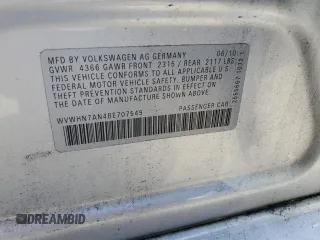 MFD BY VOLKSWAGEN AG GERMANY 06/10
GVWR 4366 GAWR FRONT 2315 / REAR 2117 LBS
THIS VEHICLE CONFORMS TO ALL APPLICABLE U.S.
FEDERAL MOTOR VEHICLE SAFETY, BUMPER AND
THEFT PREVENTION STANDARDS IN EFFECT ON THE
DATE OF MANUFACTURE SHOWN ABOVE
WVWHN7AN4BE707549 PASSENGER CAR
DREAMBID